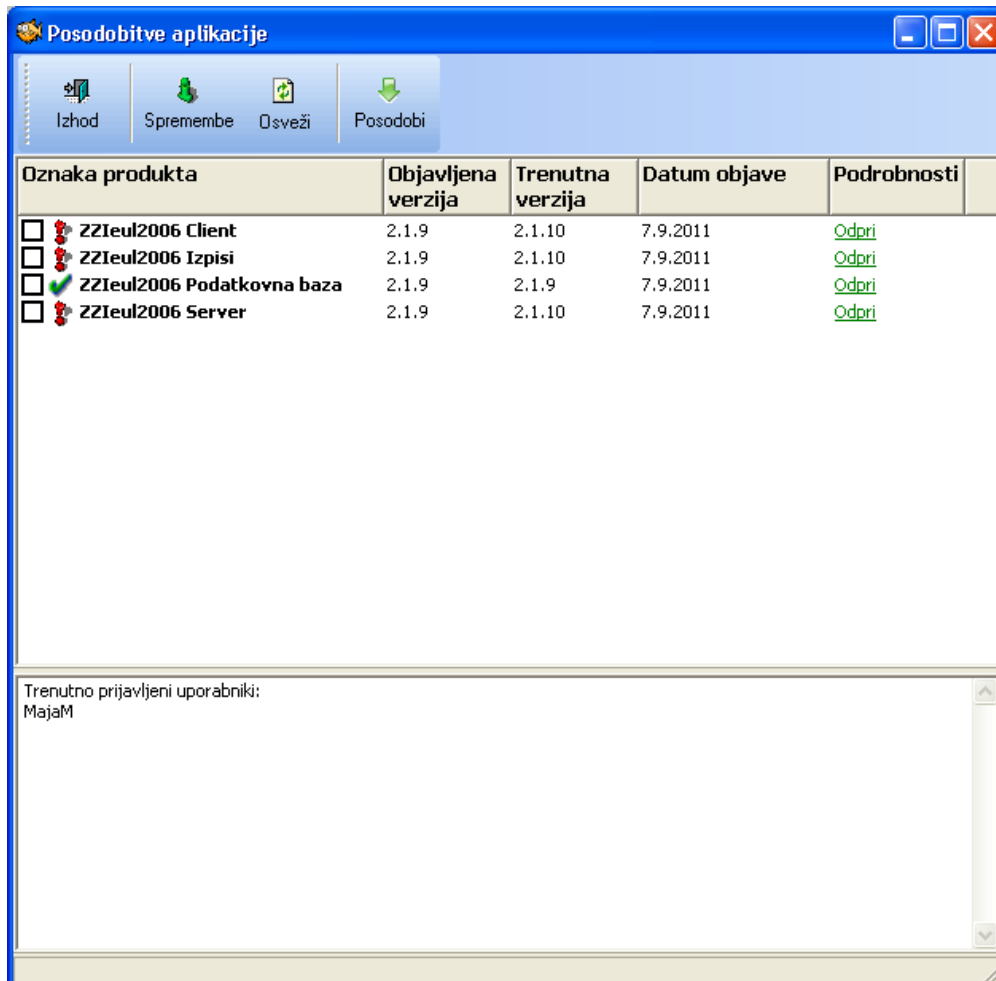 Posodobitve aplikacije
Izhod Spremembe Osveži Posodobi
Oznaka produkta Objavljena verzija Trenutna verzija Datum objave Podrobnosti
ZZIeul2006 Client 2.1.9 2.1.10 7.9.2011 Odpri
ZZIeul2006 Izpisi 2.1.9 2.1.10 7.9.2011 Odpri
ZZIeul2006 Podatkovna baza 2.1.9 2.1.9 7.9.2011 Odpri
ZZIeul2006 Server 2.1.9 2.1.10 7.9.2011 Odpri
Trenutno prijavljeni uporabniki:
MajaM